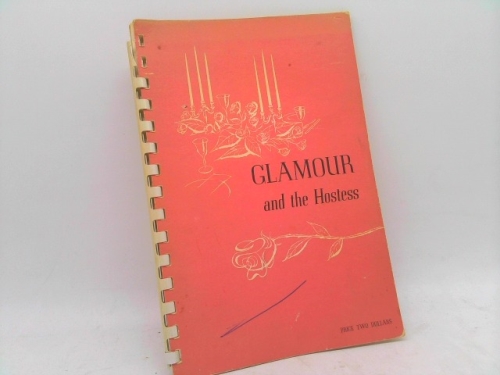 GLAMOUR
and the Hostess
PRICE TWO DOLLARS